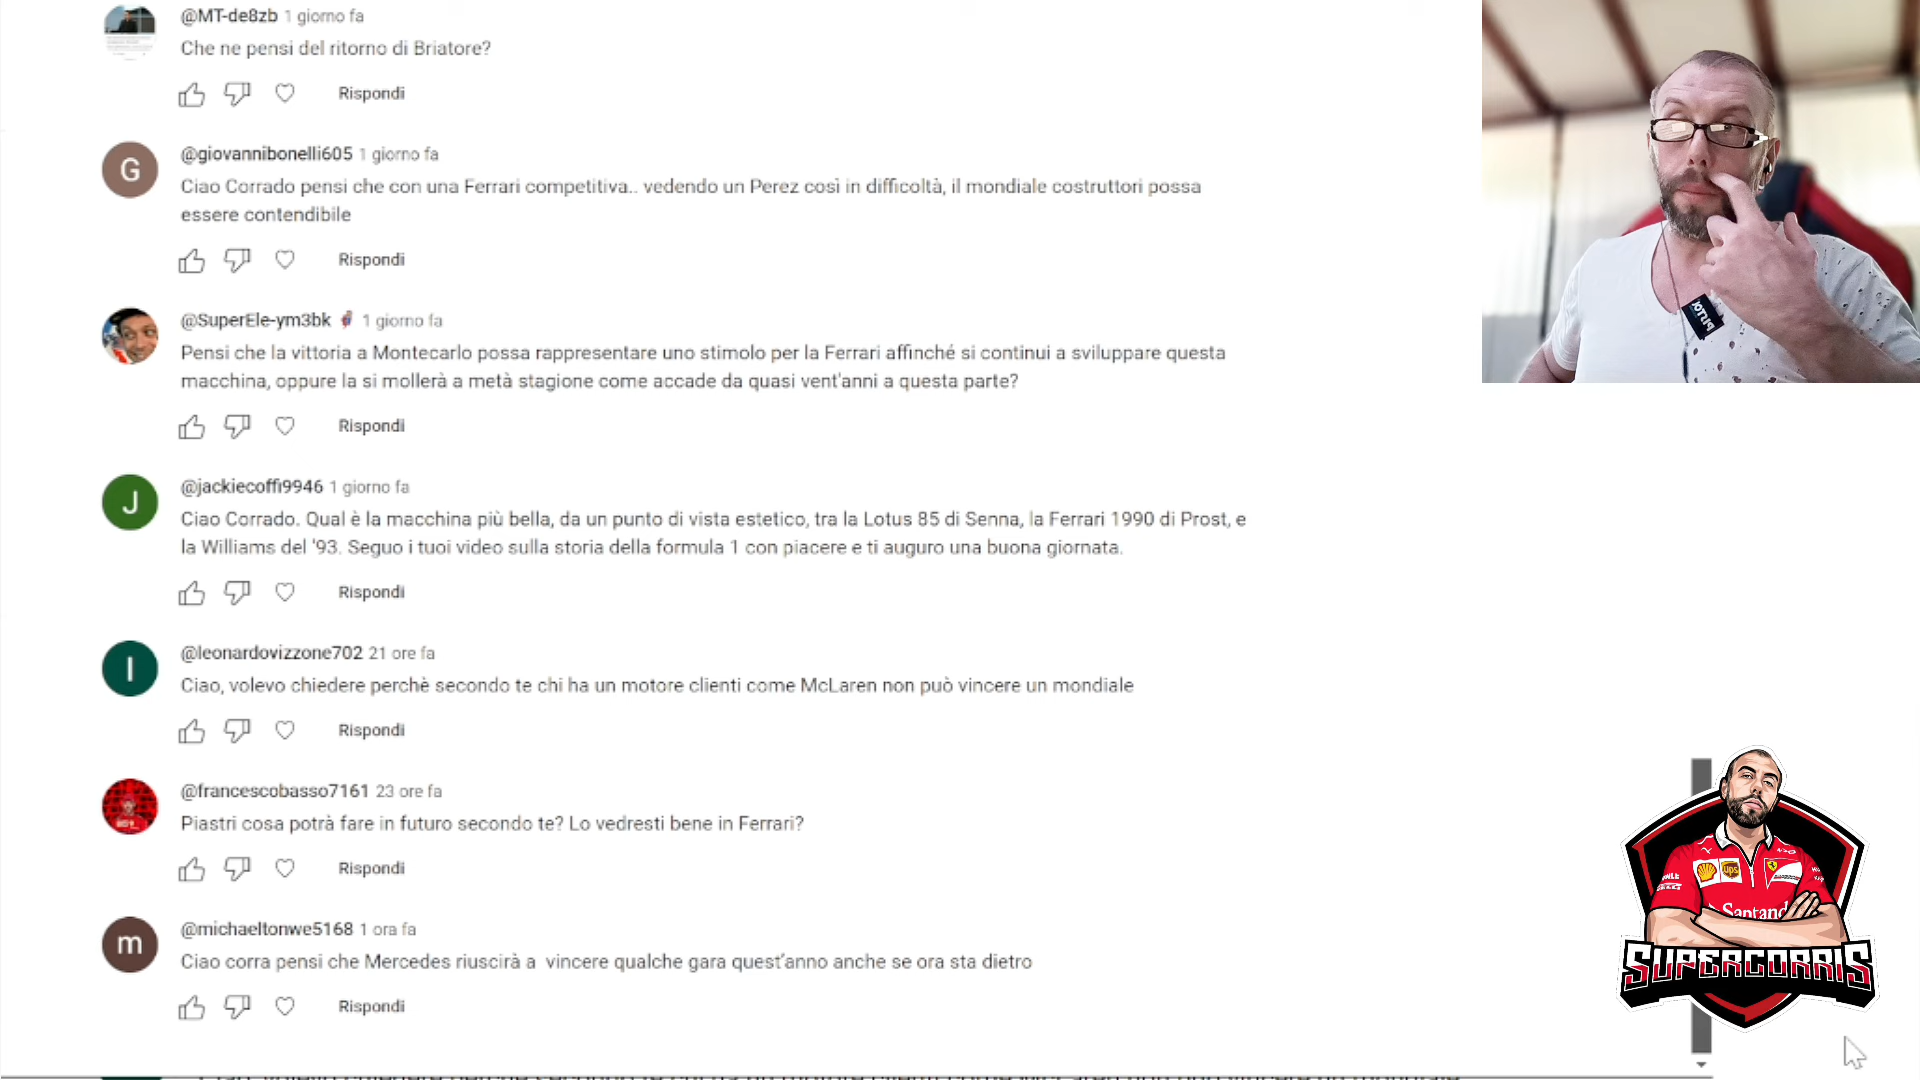 @MT-de8zb 1 giorno fa
Che ne pensi del ritorno di Briatore?
Rispondi
G
@giovannibonelli605 1 giorno fa
Ciao Corrado pensi che con una Ferrari competitiva.. vedendo un Perez così in difficoltà, il mondiale costruttori possa
essere contendibile
Rispondi
@SuperEle-ym3bk 1 giorno fa
Pensi che la vittoria a Montecarlo possa rappresentare uno stimolo per la Ferrari affinché si continui a sviluppare questa
macchina, oppure la si mollerà a metà stagione come accade da quasi vent'anni a questa parte?
Rispondi
J
@jackiecoffi9946 1 giorno fa
Ciao Corrado. Qual è la macchina più bella, da un punto di vista estetico, tra la Lotus 85 di Senna, la Ferrari 1990 di Prost, e
la Williams del '93. Seguo i tuoi video sulla storia della formula 1 con piacere e ti auguro una buona giornata.
Rispondi
l
@leonardovizzone702 21 ore fa
Ciao, volevo chiedere perchè secondo te chi ha un motore clienti come McLaren non può vincere un mondiale
Rispondi
@francescobasso7161 23 ore fa
Piastri cosa potrà fare in futuro secondo te? Lo vedresti bene in Ferrari?
Rispondi
m
@michaeltonwe5168 1 ora fa
Ciao corra pensi che Mercedes riuscirà a  vincere qualche gara quest'anno anche se ora sta dietro
Rispondi
ups
Santand
SUPERCORRIS